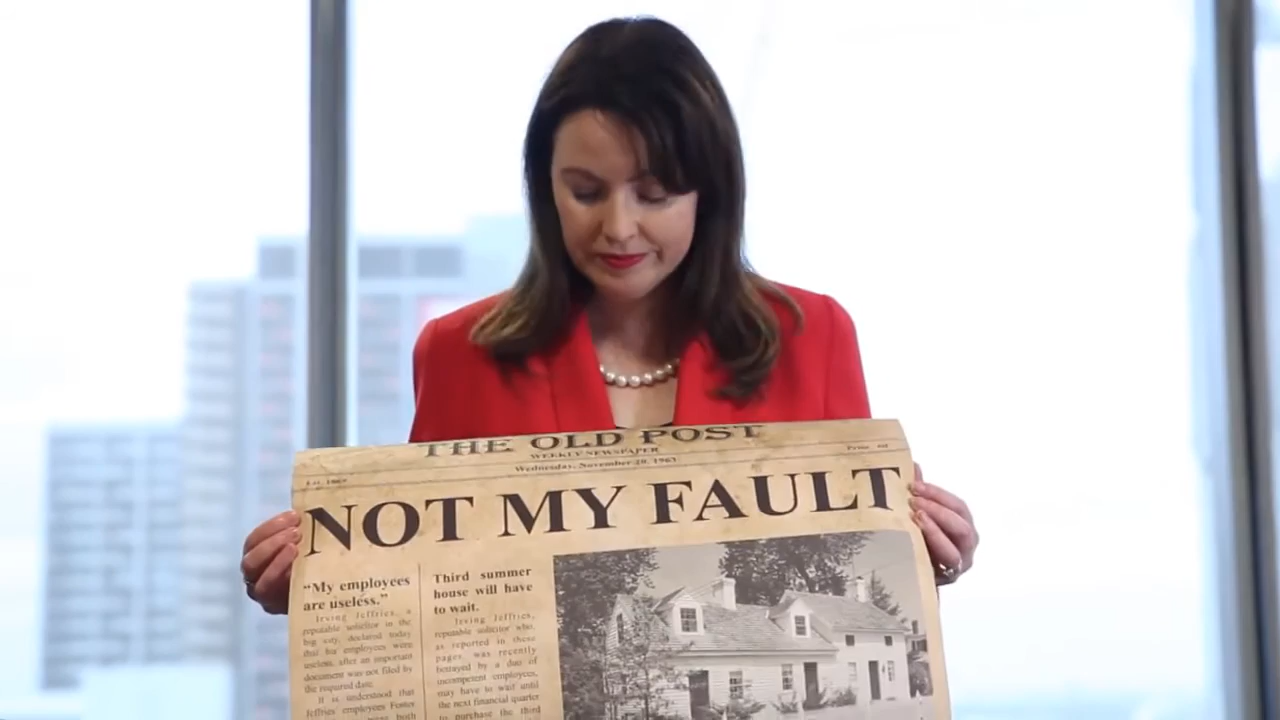 THE OLD POST
WEEKLY NEWSPAPER
Wednesday, November 20, 1963
NOT MY FAULT
“My employees
are useless.”
Irving Jeffries, a
reputable solicitor in the
big city, declared today
that his employees were
useless, after an important
document was not filed by
the required date.
It is understood that
Jeffries' employees Foster
both
Third summer
house will have
to wait.
Irving Jeffries,
reputable solicitor who,
as reported in these
pages was recently
betrayed by a duo of
incompetent employees,
may have to wait until
the next financial quarter
to purchase the third